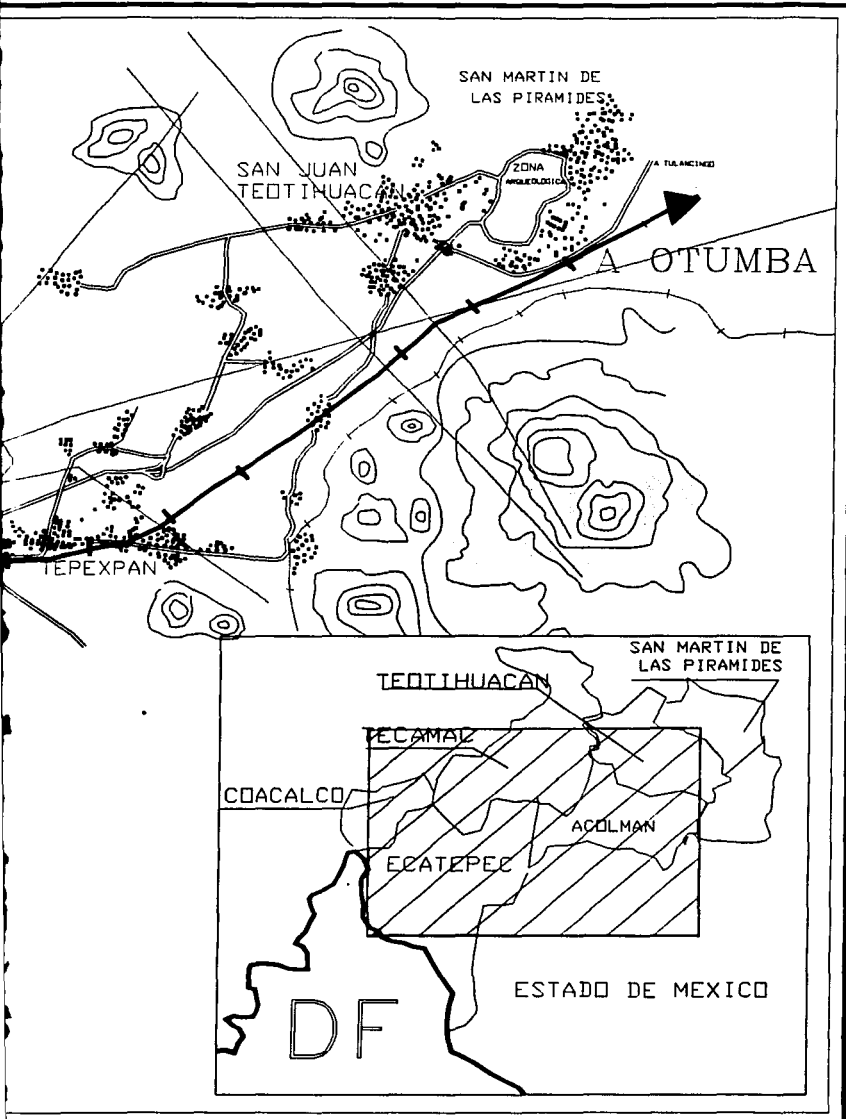 SAN MARTIN DE
LAS PIRAMIDES
SAN JUAN
TEOTIHUACAN
ZONA
ARQUEOLOGICA
A TULANCINGO
A OTUMBA
TEPEXPAN
SAN MARTIN DE
LAS PIRAMIDES
TEOTIHUACAN
TECAMAC
COACALCO
ACOLMAN
ECATEPEC
ESTADO DE MEXICO
DF